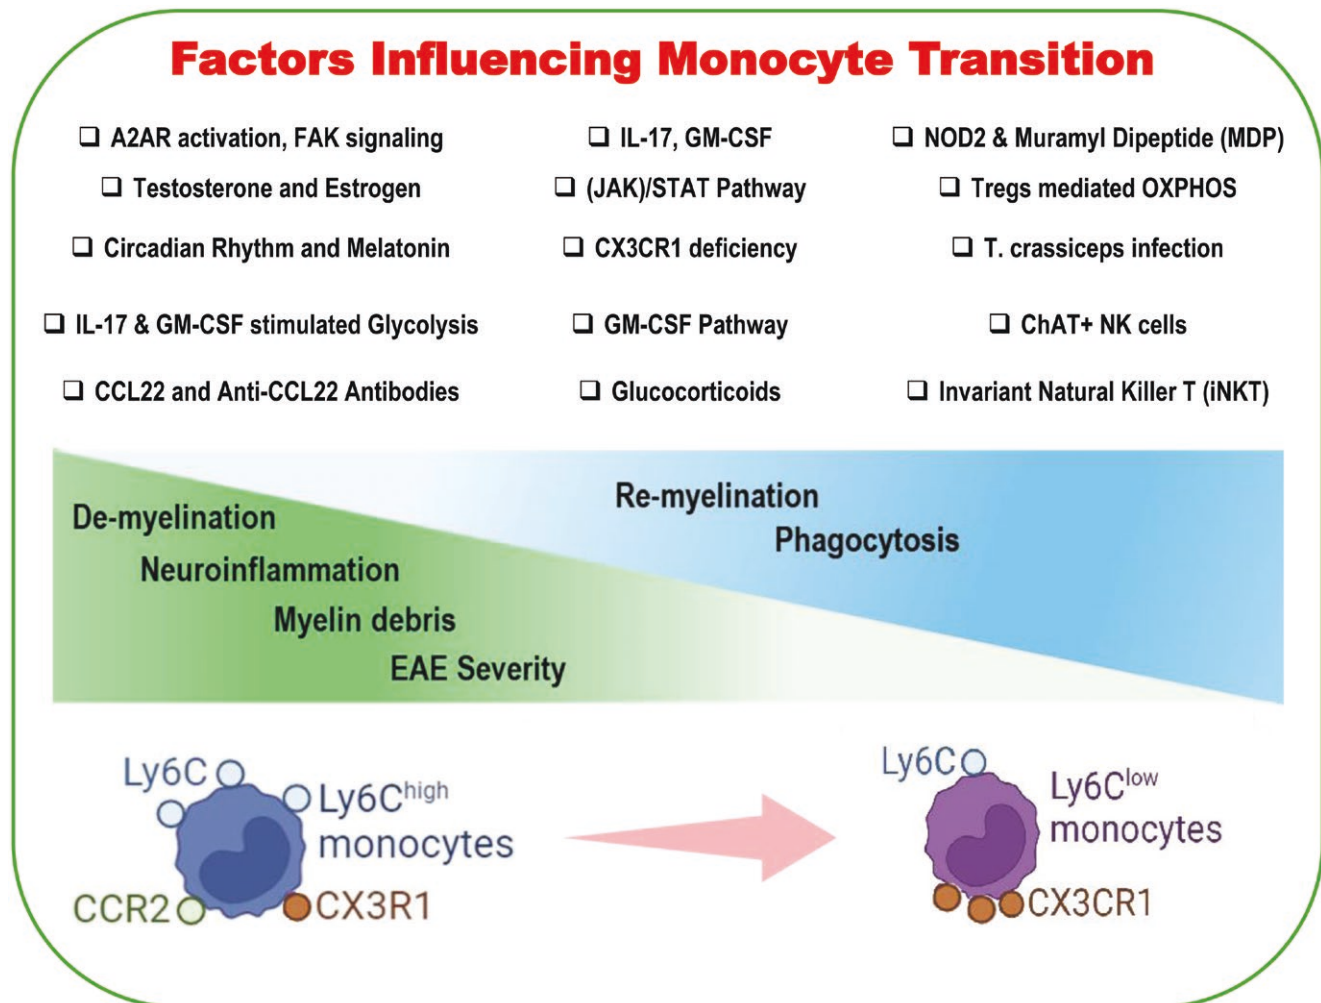 Factors Influencing Monocyte Transition
❑ A2AR activation, FAK signaling
❑ Testosterone and Estrogen
❑ Circadian Rhythm and Melatonin
❑ IL-17 & GM-CSF stimulated Glycolysis
❑ CCL22 and Anti-CCL22 Antibodies
❑ IL-17, GM-CSF
❑ (JAK)/STAT Pathway
❑ CX3CR1 deficiency
❑ GM-CSF Pathway
❑ Glucocorticoids
❑ NOD2 & Muramyl Dipeptide (MDP)
❑ Tregs mediated OXPHOS
❑ T. crassiceps infection
❑ ChAT+ NK cells
❑ Invariant Natural Killer T (iNKT)
De-myelination
Neuroinflammation
Myelin debris
EAE Severity
Re-myelination
Phagocytosis
Ly6C
Ly6Chigh
monocytes
CCR2
CX3R1
Ly6C
Ly6Clow
monocytes
CX3CR1